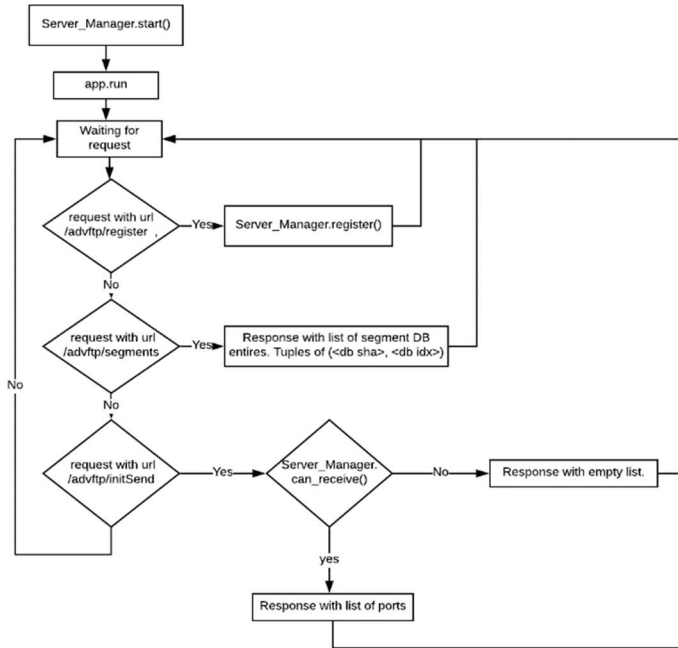 Server_Manager.start()
app.run
Waiting for
request
request with url
/advftp/register ,
Yes
Server_Manager.register()
No
request with url
/advftp/segments
Yes
Response with list of segment DB
entires. Tuples of (<db sha>, <db idx>)
No
No
request with url
/advftp/initSend
Yes
Server_Manager.
can_receive()
No
Response with empty list.
yes
Response with list of ports